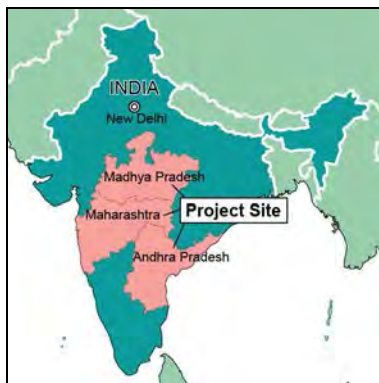 INDIA
New Delhi
Madhya Pradesh
Project Site
Maharashtra
Andhra Pradesh